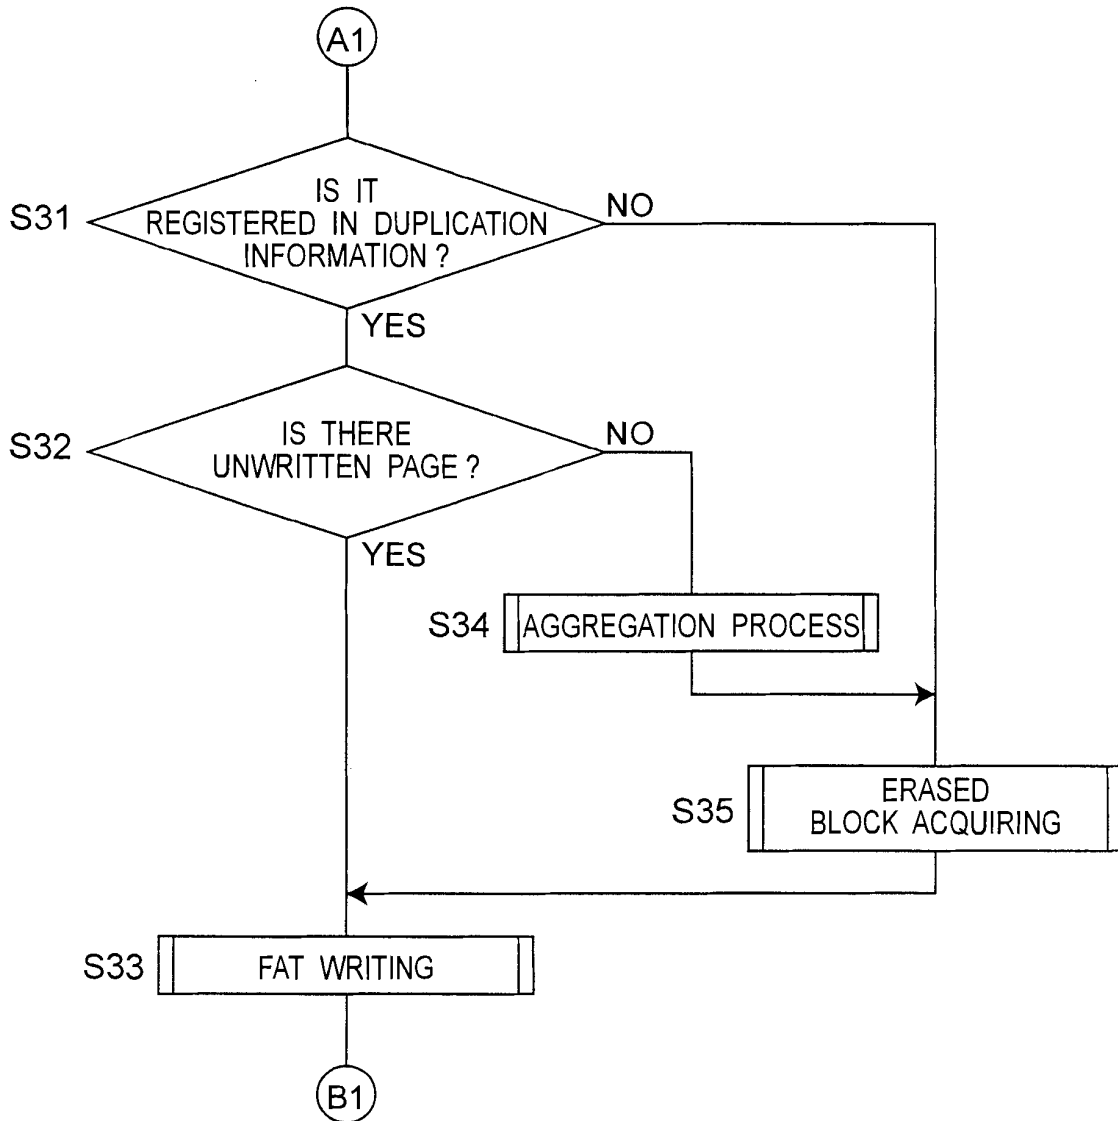 A1
IS IT
S31
REGISTERED IN DUPLICATION
INFORMATION ?
NO
YES
S32
IS THERE
UNWRITTEN PAGE ?
NO
YES
S34
AGGREGATION PROCESS
S35
ERASED
BLOCK ACQUIRING
S33
FAT WRITING
B1